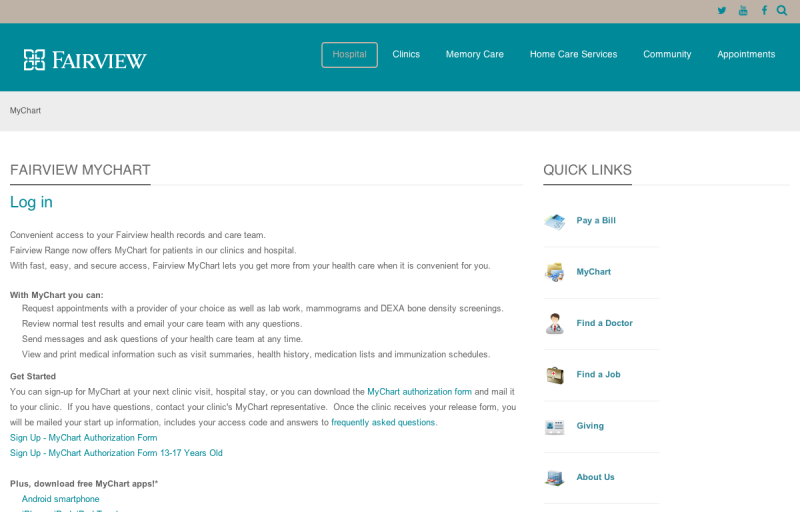 FAIRVIEW
Hospital
Clinics
Memory Care
Home Care Services
Community
Appointments
MyChart
FAIRVIEW MYCHART
Log in
Convenient access to your Fairview health records and care team.
Fairview Range now offers MyChart for patients in our clinics and hospital.
With fast, easy, and secure access, Fairview MyChart lets you get more from your health care when it is convenient for you.
With MyChart you can:
Request appointments with a provider of your choice as well as lab work, mammograms and DEXA bone density screenings.
Review normal test results and email your care team with any questions.
Send messages and ask questions of your health care team at any time.
View and print medical information such as visit summaries, health history, medication lists and immunization schedules.
Get Started
You can sign-up for MyChart at your next clinic visit, hospital stay, or you can download the MyChart authorization form and mail it
to your clinic.  If you have questions, contact your clinic's MyChart representative.  Once the clinic receives your release form, you
will be mailed your start up information, includes your access code and answers to frequently asked questions.
Sign Up - MyChart Authorization Form
Sign Up - MyChart Authorization Form 13-17 Years Old
Plus, download free MyChart apps!*
Android smartphone
QUICK LINKS
Pay a Bill
MyChart
Find a Doctor
Find a Job
Giving
About Us